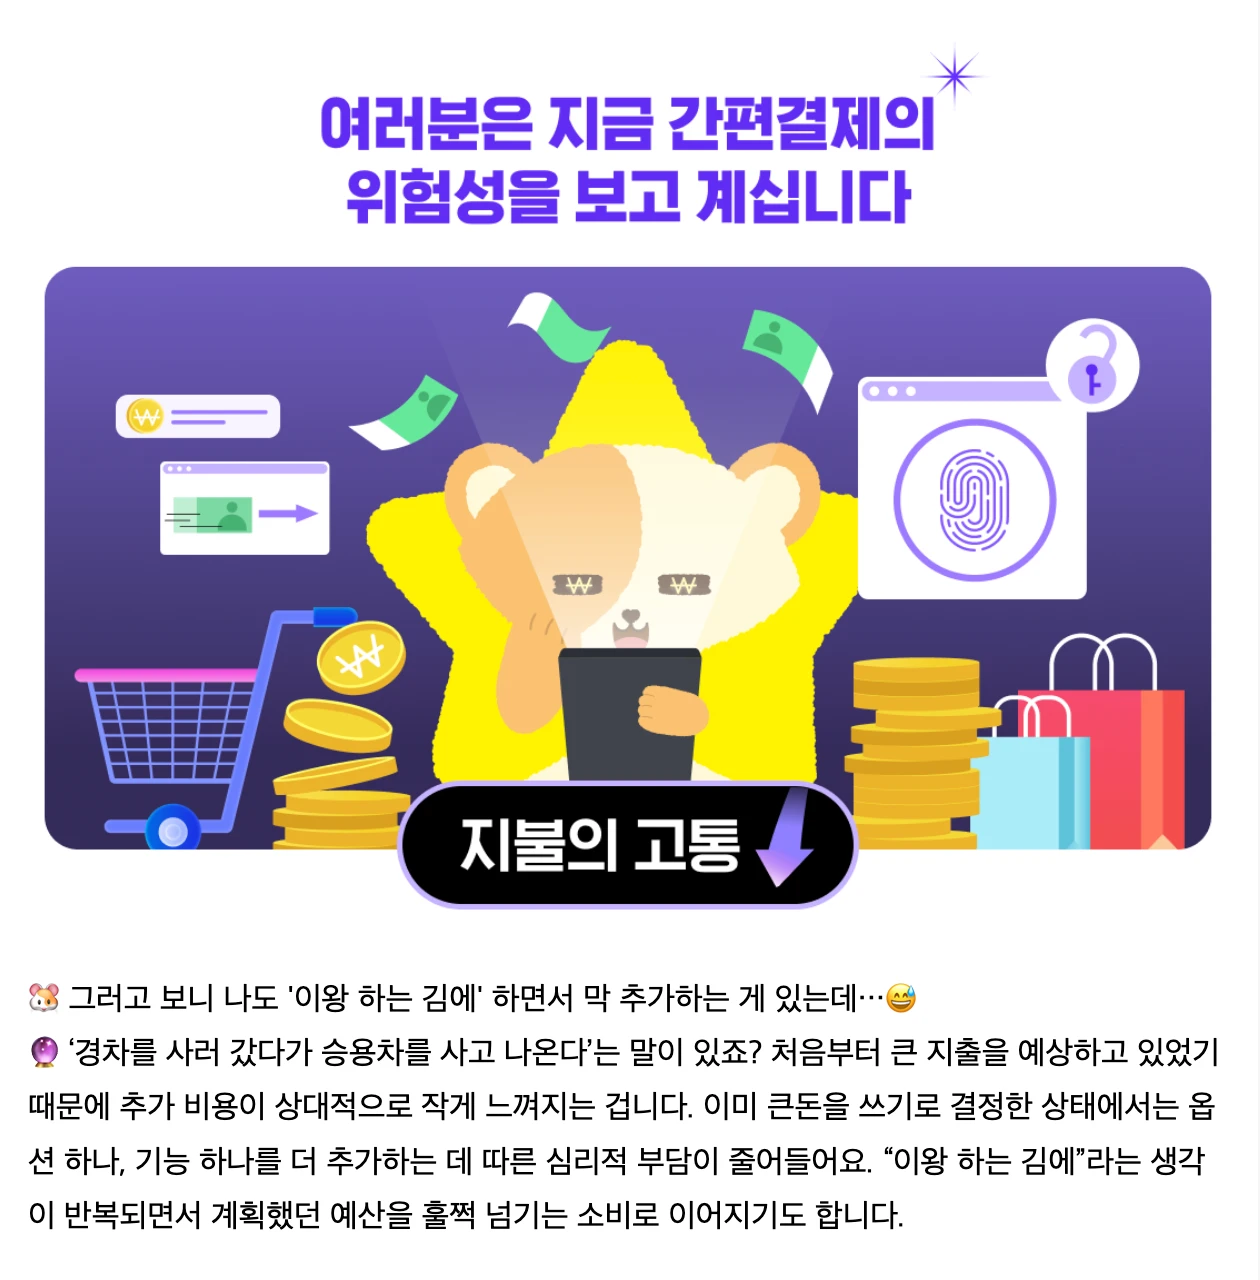 여러분은 지금 간편결제의
위험성을 보고 계십니다
지불의 고통
🐹 그러고 보니 나도 '이왕 하는 김에' 하면서 막 추가하는 게 있는데…😅
🔮 ‘경차를 사러 갔다가 승용차를 사고 나온다’는 말이 있죠? 처음부터 큰 지출을 예상하고 있었기
때문에 추가 비용이 상대적으로 작게 느껴지는 겁니다. 이미 큰돈을 쓰기로 결정한 상태에서는 옵
션 하나, 기능 하나를 더 추가하는 데 따른 심리적 부담이 줄어들어요. “이왕 하는 김에”라는 생각
이 반복되면서 계획했던 예산을 훌쩍 넘기는 소비로 이어지기도 합니다.